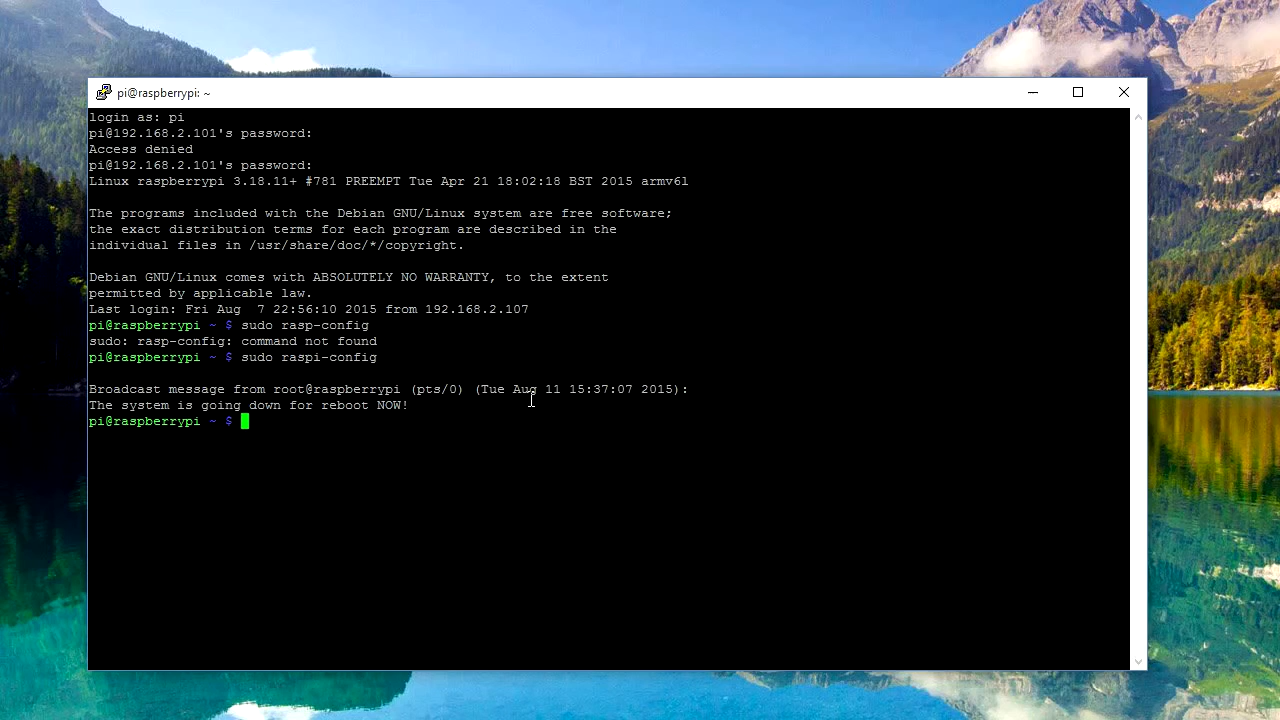 pi@raspberrypi: ~
login as: pi
pi@192.168.2.101's password:
Access denied
pi@192.168.2.101's password:
Linux raspberrypi 3.18.11+ #781 PREEMPT Tue Apr 21 18:02:18 BST 2015 armv6l
The programs included with the Debian GNU/Linux system are free software;
the exact distribution terms for each program are described in the
individual files in /usr/share/doc/*/copyright.
Debian GNU/Linux comes with ABSOLUTELY NO WARRANTY, to the extent
permitted by applicable law.
Last login: Fri Aug  7 22:56:10 2015 from 192.168.2.107
pi@raspberrypi ~ $ sudo rasp-config
sudo: rasp-config: command not found
pi@raspberrypi ~ $ sudo raspi-config
Broadcast message from root@raspberrypi (pts/0) (Tue Aug 11 15:37:07 2015):
The system is going down for reboot NOW!
pi@raspberrypi ~ $